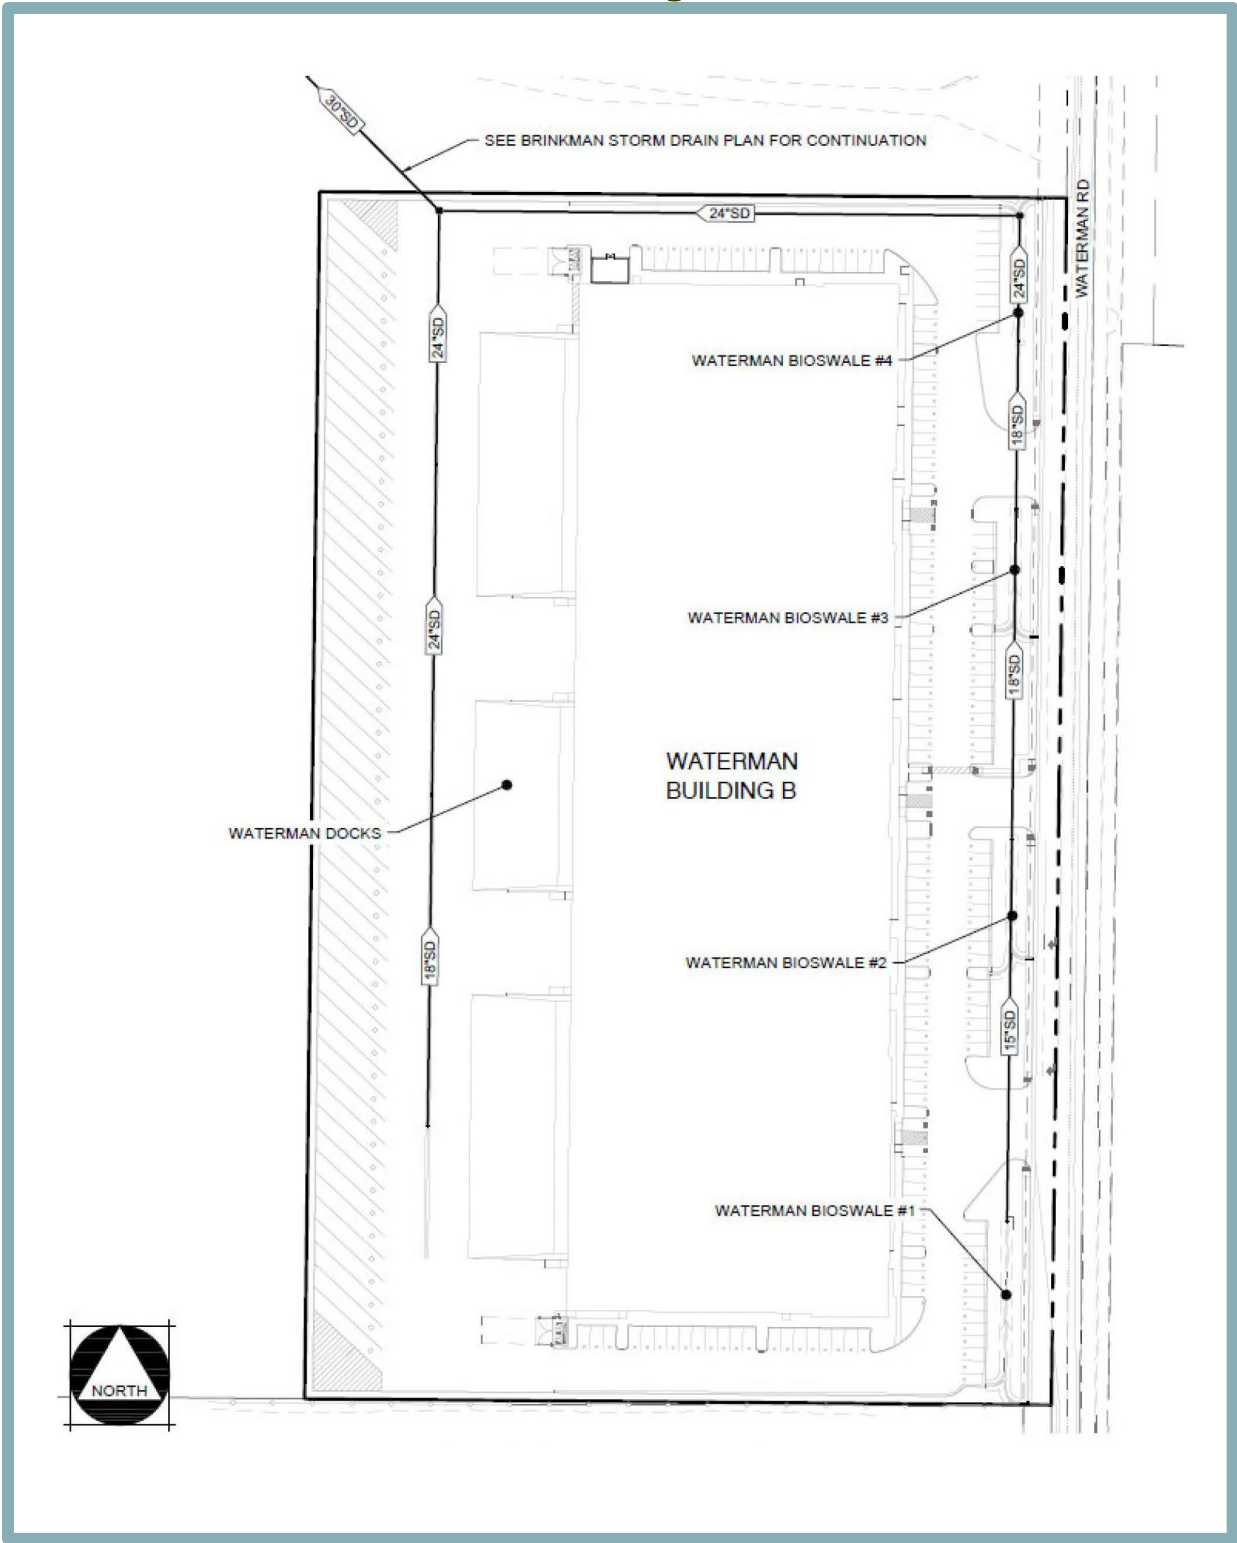 30"SD
SEE BRINKMAN STORM DRAIN PLAN FOR CONTINUATION
WATERMAN RD
24"SD
24"SD
24"SD
WATERMAN BIOSWALE #4
18"SD
WATERMAN BIOSWALE #3
24"SD
18"SD
WATERMAN
BUILDING B
WATERMAN DOCKS
18"SD
WATERMAN BIOSWALE #2
15"SD
WATERMAN BIOSWALE #1
NORTH